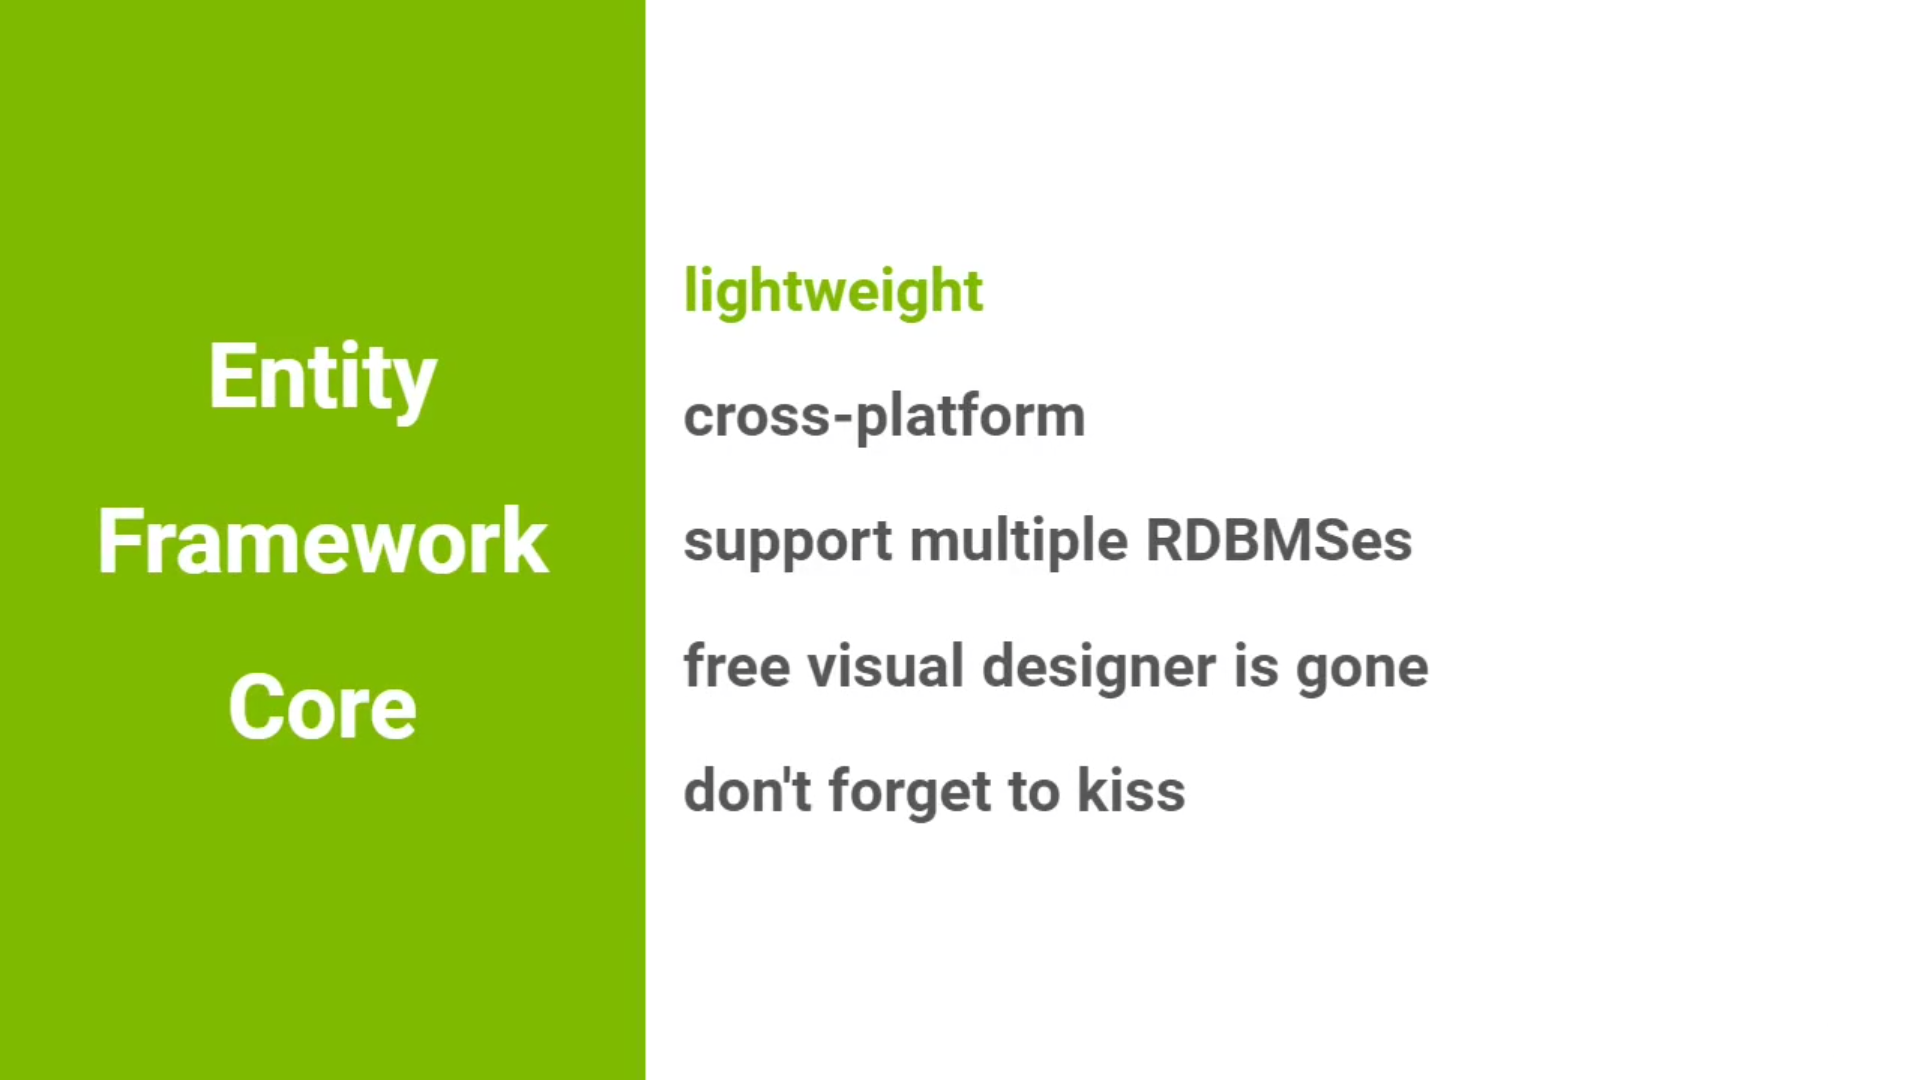 Entity
Framework
Core
lightweight
cross-platform
support multiple RDBMSes
free visual designer is gone
don't forget to kiss